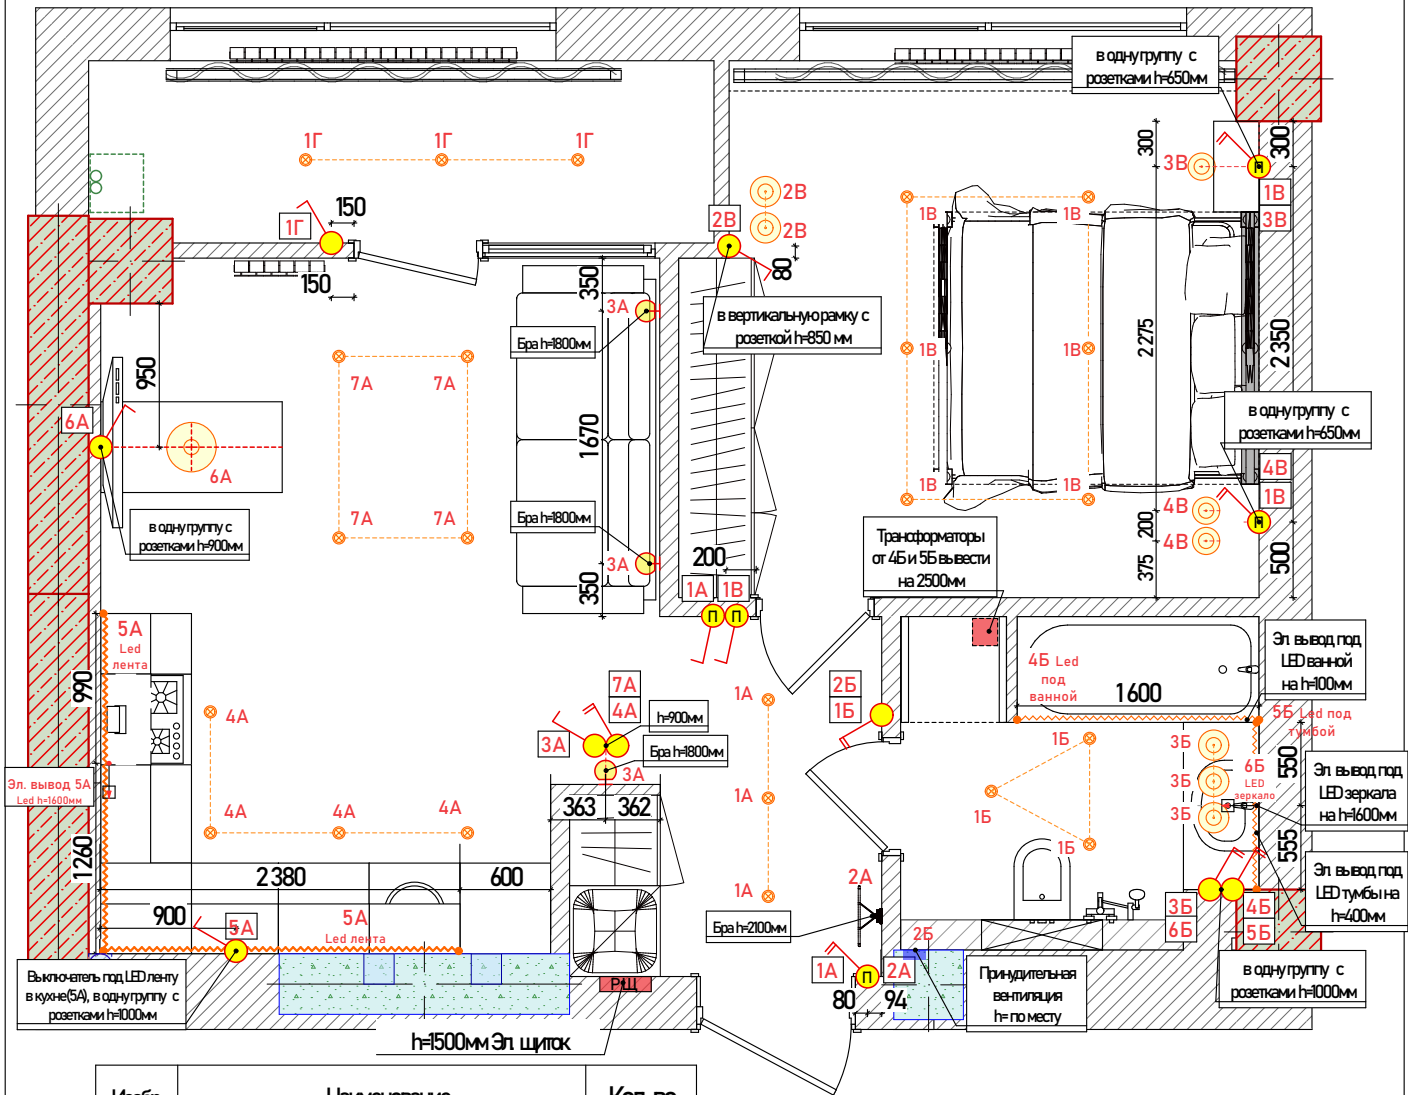 в одну группу с
розетками h=650мм
1Г
1Г
1Г
3В
300
300
1В
3В
150
1Г
2В
2В
2В
80
1В
1В
150
350
3А
Бра h=1800мм
в вертикальную рамку с
розеткой h=850 мм
950
7А
7А
1В
1В
2275
2350
6А
6А
1670
в одну группу с
розетками h=650мм
в одну группу с
розетками h=900мм
7А
7А
Бра h=1800мм
3А
350
200
1А
1В
1В
1В
4В
1В
4В
4В
200
375
500
Трансформаторы
от 4Б и 5Б вывести
на 2500мм
5А
Led
лента
990
4Б Led
под
ванной
1600
Эл. вывод под
LED ванной
на h=100мм
4А
7А
4А
3А
h=900мм
Бра h=1800мм
3А
1А
2Б
1Б
1Б
5Б Led под
тумбой
550
3Б
3Б
3Б
6Б
LED
зеркало
Эл. вывод под
LED зеркала
на h=1600мм
Эл. вывод 5А
Led h=1600мм
4А
4А
4А
363
362
1А
1Б
1Б
555
1260
2380
600
900
5А
5А
Led лента
1А
2А
Бра h=2100мм
Эл. вывод под
LED тумбы на
h=400мм
3Б
6Б
4Б
5Б
2Б
1А
2А
80
94
Выключатель под LED ленту
в кухне(5А), в одну группу с
розетками h=1000мм
РЩ
h=1500мм Эл. щиток
Принудительная
вентиляция
h= по месту
в одну группу с
розетками h=1000мм
П
П
П
Изобр.
Наименование
Кол-во